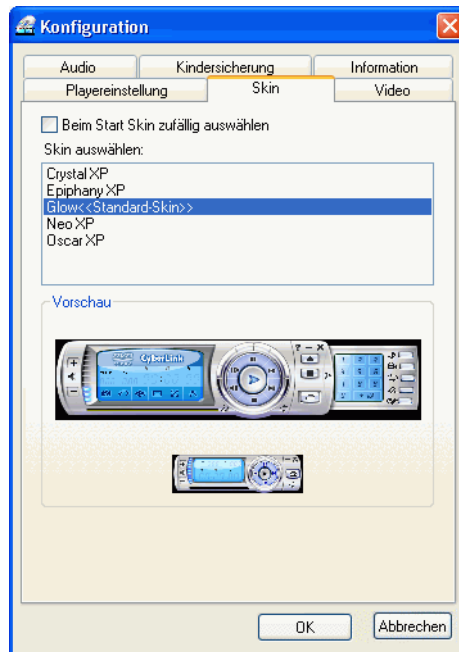 Konfiguration
Audio Kindersicherung Information
Playereinstellung Skin Video
Beim Start Skin zufällig auswählen
Skin auswählen:
Crystal XP
Epiphany XP
Glow<<Standard-Skin>>
Neo XP
Oscar XP
Vorschau
CyberLink
OK Abbrechen